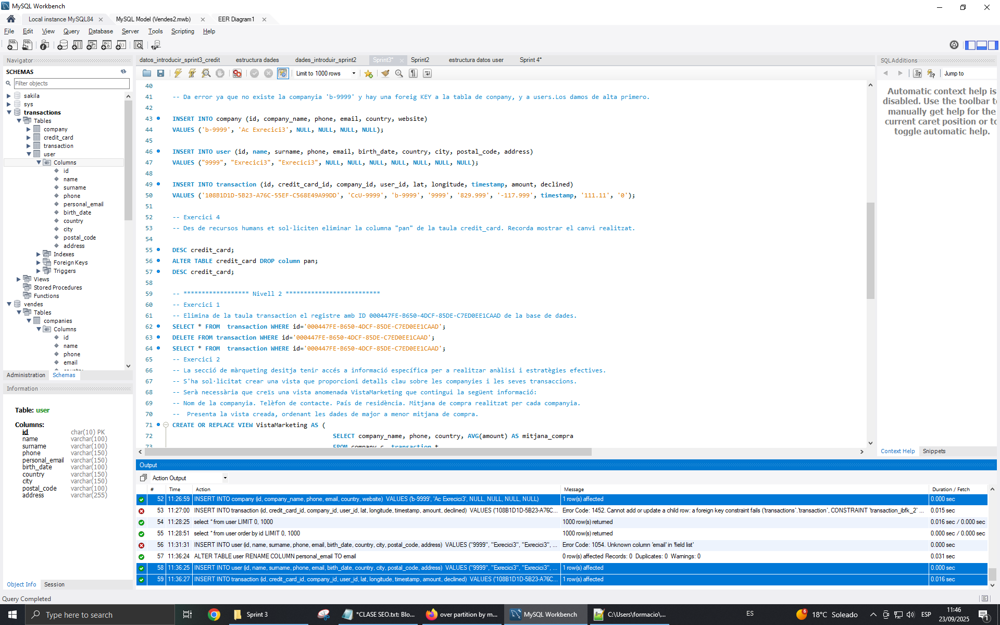 MySQL Workbench
Local instance MySQL84
MySQL Model (Vendes2.mwb)
EER Diagram1
File Edit View Query Database Server Tools Scripting Help
Navigator
SCHEMAS
Filter objects
sakila
sys
transactions
Tables
company
credit_card
transaction
user
Columns
id
name
surname
phone
personal_email
birth_date
country
city
postal_code
address
Indexes
Foreign Keys
Triggers
Views
Stored Procedures
Functions
vendes
Tables
companies
Columns
id
name
phone
email
Administration Schemas
Information
Table: user
Columns:
id char(10) PK
name varchar(100)
surname varchar(100)
phone varchar(150)
personal_email varchar(150)
birth_date varchar(100)
country varchar(150)
city varchar(150)
postal_code varchar(100)
address varchar(255)
Object Info Session
Query Completed
datos_introducir_sprint3_credit estructura dades dades_introduir_sprint2 Sprint3* Sprint2 estructura datos user Sprint 4*
Limit to 1000 rows
40
41 -- Da error ya que no existe la companyia 'b-9999' y hay una foreig KEY a la tabla de conpany, y a users.Los damos de alta primero.
42
43 INSERT INTO company (id, company_name, phone, email, country, website)
44 VALUES ('b-9999', 'Ac Exrecici3', NULL, NULL, NULL, NULL);
45
46 INSERT INTO user (id, name, surname, phone, email, birth_date, country, city, postal_code, address)
47 VALUES ("9999", "Exrecici3", "Exrecici3", NULL, NULL, NULL, NULL, NULL, NULL, NULL);
48
49 INSERT INTO transaction (id, credit_card_id, company_id, user_id, lat, longitude, timestamp, amount, declined)
50 VALUES ('108B1D1D-5B23-A76C-55EF-C568E49A99DD', 'CcU-9999', 'b-9999', '9999', '829.999', '-117.999', timestamp, '111.11', '0');
51
52 -- Exercici 4
53 -- Des de recursos humans et sol·liciten eliminar la columna "pan" de la taula credit_card. Recorda mostrar el canvi realitzat.
54
55 DESC credit_card;
56 ALTER TABLE credit_card DROP column pan;
57 DESC credit_card;
58
59 -- ****************** Nivell 2 **************************
60 -- Exercici 1
61 -- Elimina de la taula transaction el registre amb ID 000447FE-B650-4DCF-85DE-C7ED0EE1CAAD de la base de dades.
62 SELECT * FROM  transaction WHERE id='000447FE-B650-4DCF-85DE-C7ED0EE1CAAD';
63 DELETE FROM transaction WHERE id='000447FE-B650-4DCF-85DE-C7ED0EE1CAAD';
64 SELECT * FROM  transaction WHERE id='000447FE-B650-4DCF-85DE-C7ED0EE1CAAD';
65 -- Exercici 2
66 -- La secció de màrqueting desitja tenir accés a informació específica per a realitzar anàlisi i estratègies efectives.
67 -- S'ha sol·licitat crear una vista que proporcioni detalls clau sobre les companyies i les seves transaccions.
68 -- Serà necessària que creïs una vista anomenada VistaMarketing que contingui la següent informació:
69 -- Nom de la companyia. Telèfon de contacte. País de residència. Mitjana de compra realitzat per cada companyia.
70 --  Presenta la vista creada, ordenant les dades de major a menor mitjana de compra.
71 CREATE OR REPLACE VIEW VistaMarketing AS (
72 SELECT company_name, phone, country, AVG(amount) AS mitjana_compra
73 FROM company c, transaction t
Output
Action Output
# Time Action Message Duration / Fetch
52 11:26:59 INSERT INTO company (id, company_name, phone, email, country, website) VALUES ('b-9999', 'Ac Exrecici3', NULL, NULL, NULL, NULL) 1 row(s) affected 0.000 sec
53 11:27:00 INSERT INTO transaction (id, credit_card_id, company_id, user_id, lat, longitude, timestamp, amount, declined) VALUES ('108B1D1D-5B23-A76C... Error Code: 1452. Cannot add or update a child row: a foreign key constraint fails (`transactions`.`transaction`, CONSTRAINT `transaction_ibfk_2` ... 0.015 sec
54 11:28:25 select * from user LIMIT 0, 1000 1000 row(s) returned 0.016 sec / 0.000 sec
55 11:28:51 select * from user order by id LIMIT 0, 1000 1000 row(s) returned 0.000 sec / 0.000 sec
56 11:31:31 INSERT INTO user (id, name, surname, phone, email, birth_date, country, city, postal_code, address) VALUES ("9999", "Exrecici3", "Exrecici3", ... Error Code: 1054. Unknown column 'email' in 'field list' 0.000 sec
57 11:36:24 ALTER TABLE user RENAME COLUMN personal_email TO email 0 row(s) affected Records: 0  Duplicates: 0  Warnings: 0 0.031 sec
58 11:36:25 INSERT INTO user (id, name, surname, phone, email, birth_date, country, city, postal_code, address) VALUES ("9999", "Exrecici3", "Exrecici3", ... 1 row(s) affected 0.000 sec
59 11:36:27 INSERT INTO transaction (id, credit_card_id, company_id, user_id, lat, longitude, timestamp, amount, declined) VALUES ('108B1D1D-5B23-A76C... 1 row(s) affected 0.016 sec
SQLAdditions
Jump to
Automatic context help is
disabled. Use the toolbar to
manually get help for the
current caret position or to
toggle automatic help.
Context Help Snippets
Type here to search
Sprint 3
*CLASE SEO.txt: Blo...
over partition by m...
MySQL Workbench
C:\Users\formacio\...
ES
6
18°C Soleado
ESP
11:46
23/09/2025
1